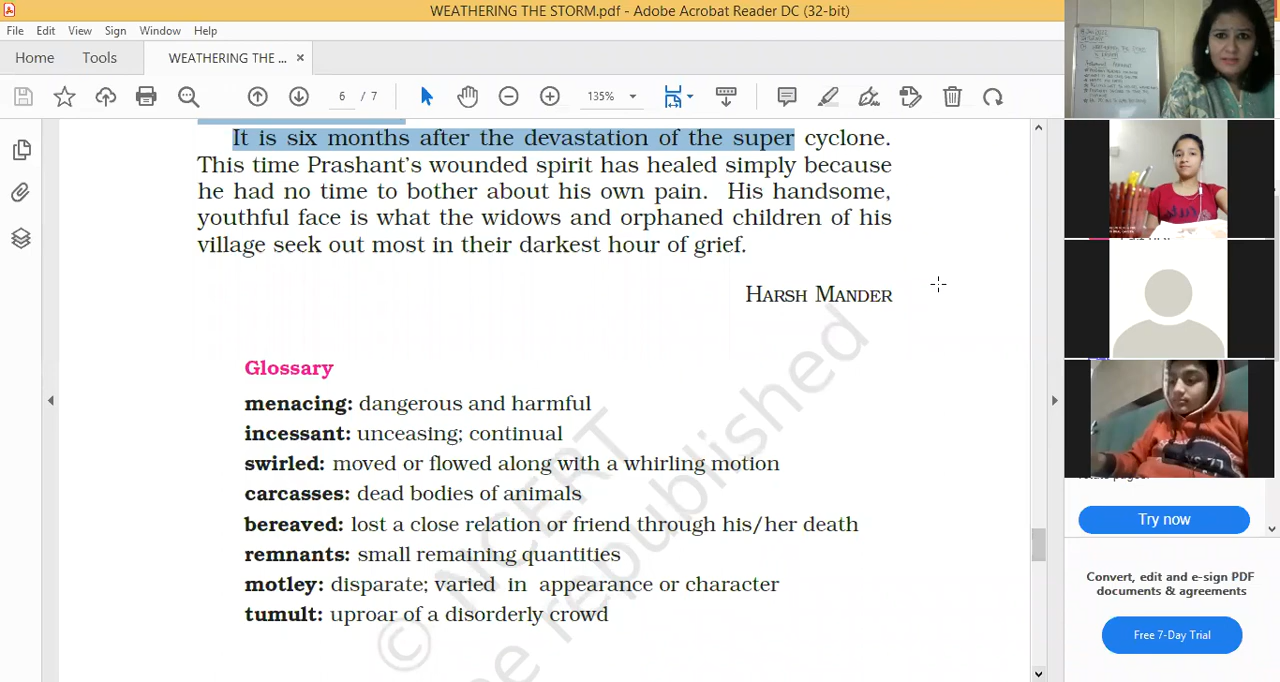 WEATHERING THE STORM.pdf - Adobe Acrobat Reader DC (32-bit)
File Edit View Sign Window Help
Home Tools WEATHERING THE ... ×
6 / 7 135%
It is six months after the devastation of the super cyclone.
This time Prashant's wounded spirit has healed simply because
he had no time to bother about his own pain. His handsome,
youthful face is what the widows and orphaned children of his
village seek out most in their darkest hour of grief.
HARSH MANDER
Glossary
menacing: dangerous and harmful
incessant: unceasing; continual
swirled: moved or flowed along with a whirling motion
carcasses: dead bodies of animals
bereaved: lost a close relation or friend through his/her death
remnants: small remaining quantities
motley: disparate; varied in appearance or character
tumult: uproar of a disorderly crowd
© NCERT
be republished
Try now
Convert, edit and e-sign PDF
documents & agreements
Free 7-Day Trial